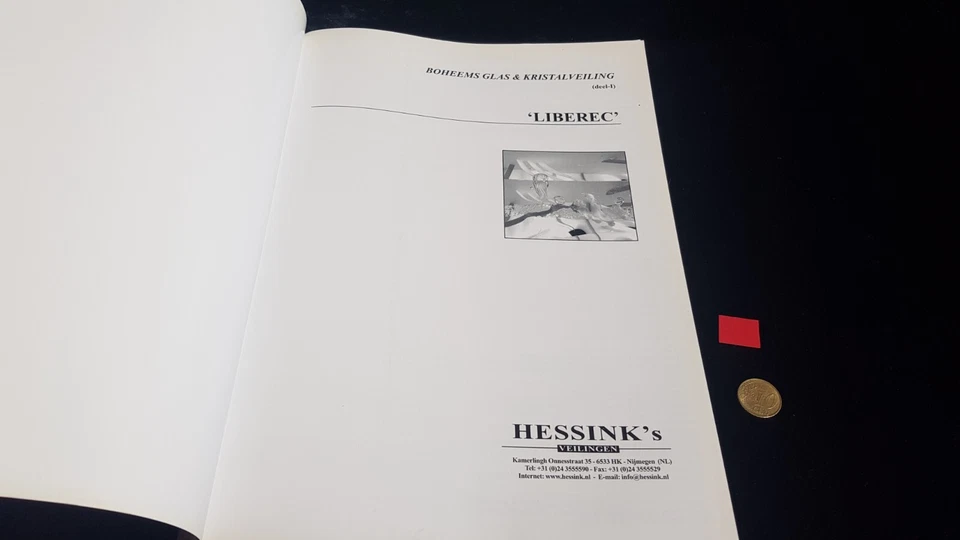 BOHEEMS GLAS & KRISTALVEILING
(deel-I)
‘LIBEREC’
HESSINK’s
VEILINGEN
Kamerlingh Onnesstraat 35 - 6533 HK - Nijmegen (NL)
Tel: +31 (0)24 3555590 - Fax: +31 (0)24 3555529
Internet: www.hessink.nl - E-mail: info@hessink.nl